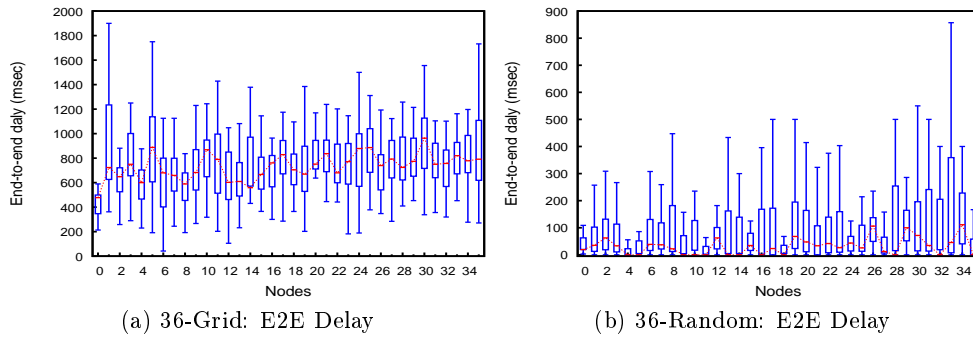 2000
1800
1600
1400
1200
1000
800
600
400
200
0
End-to-end daly (msec)
0 2 4 6 8 10 12 14 16 18 20 22 24 26 28 30 32 34
Nodes
(a) 36-Grid: E2E Delay
900
800
700
600
500
400
300
200
100
0
End-to-end daly (msec)
0 2 4 6 8 10 12 14 16 18 20 22 24 26 28 30 32 34
Nodes
(b) 36-Random: E2E Delay